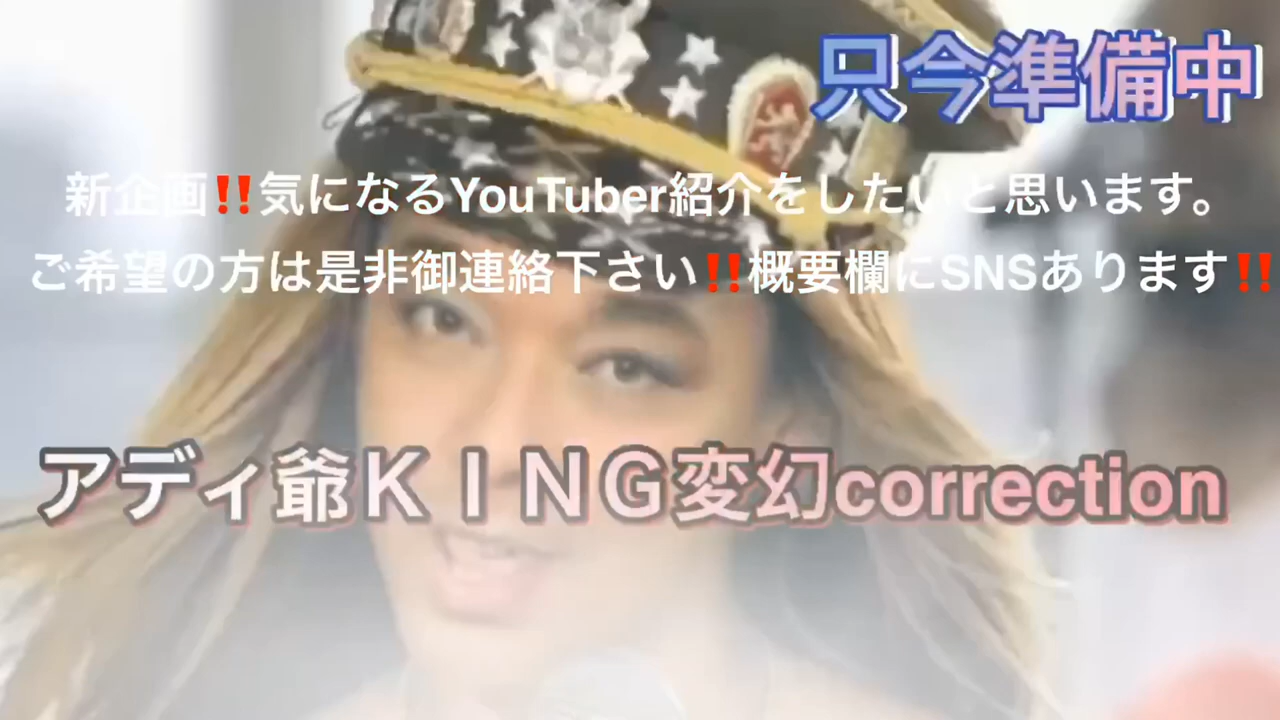 只今準備中
新企画‼️気になるYouTuber紹介をしたいと思います。
ご希望の方は是非御連絡下さい‼️概要欄にSNSあります‼️
アディ爺ＫＩＮＧ変幻correction